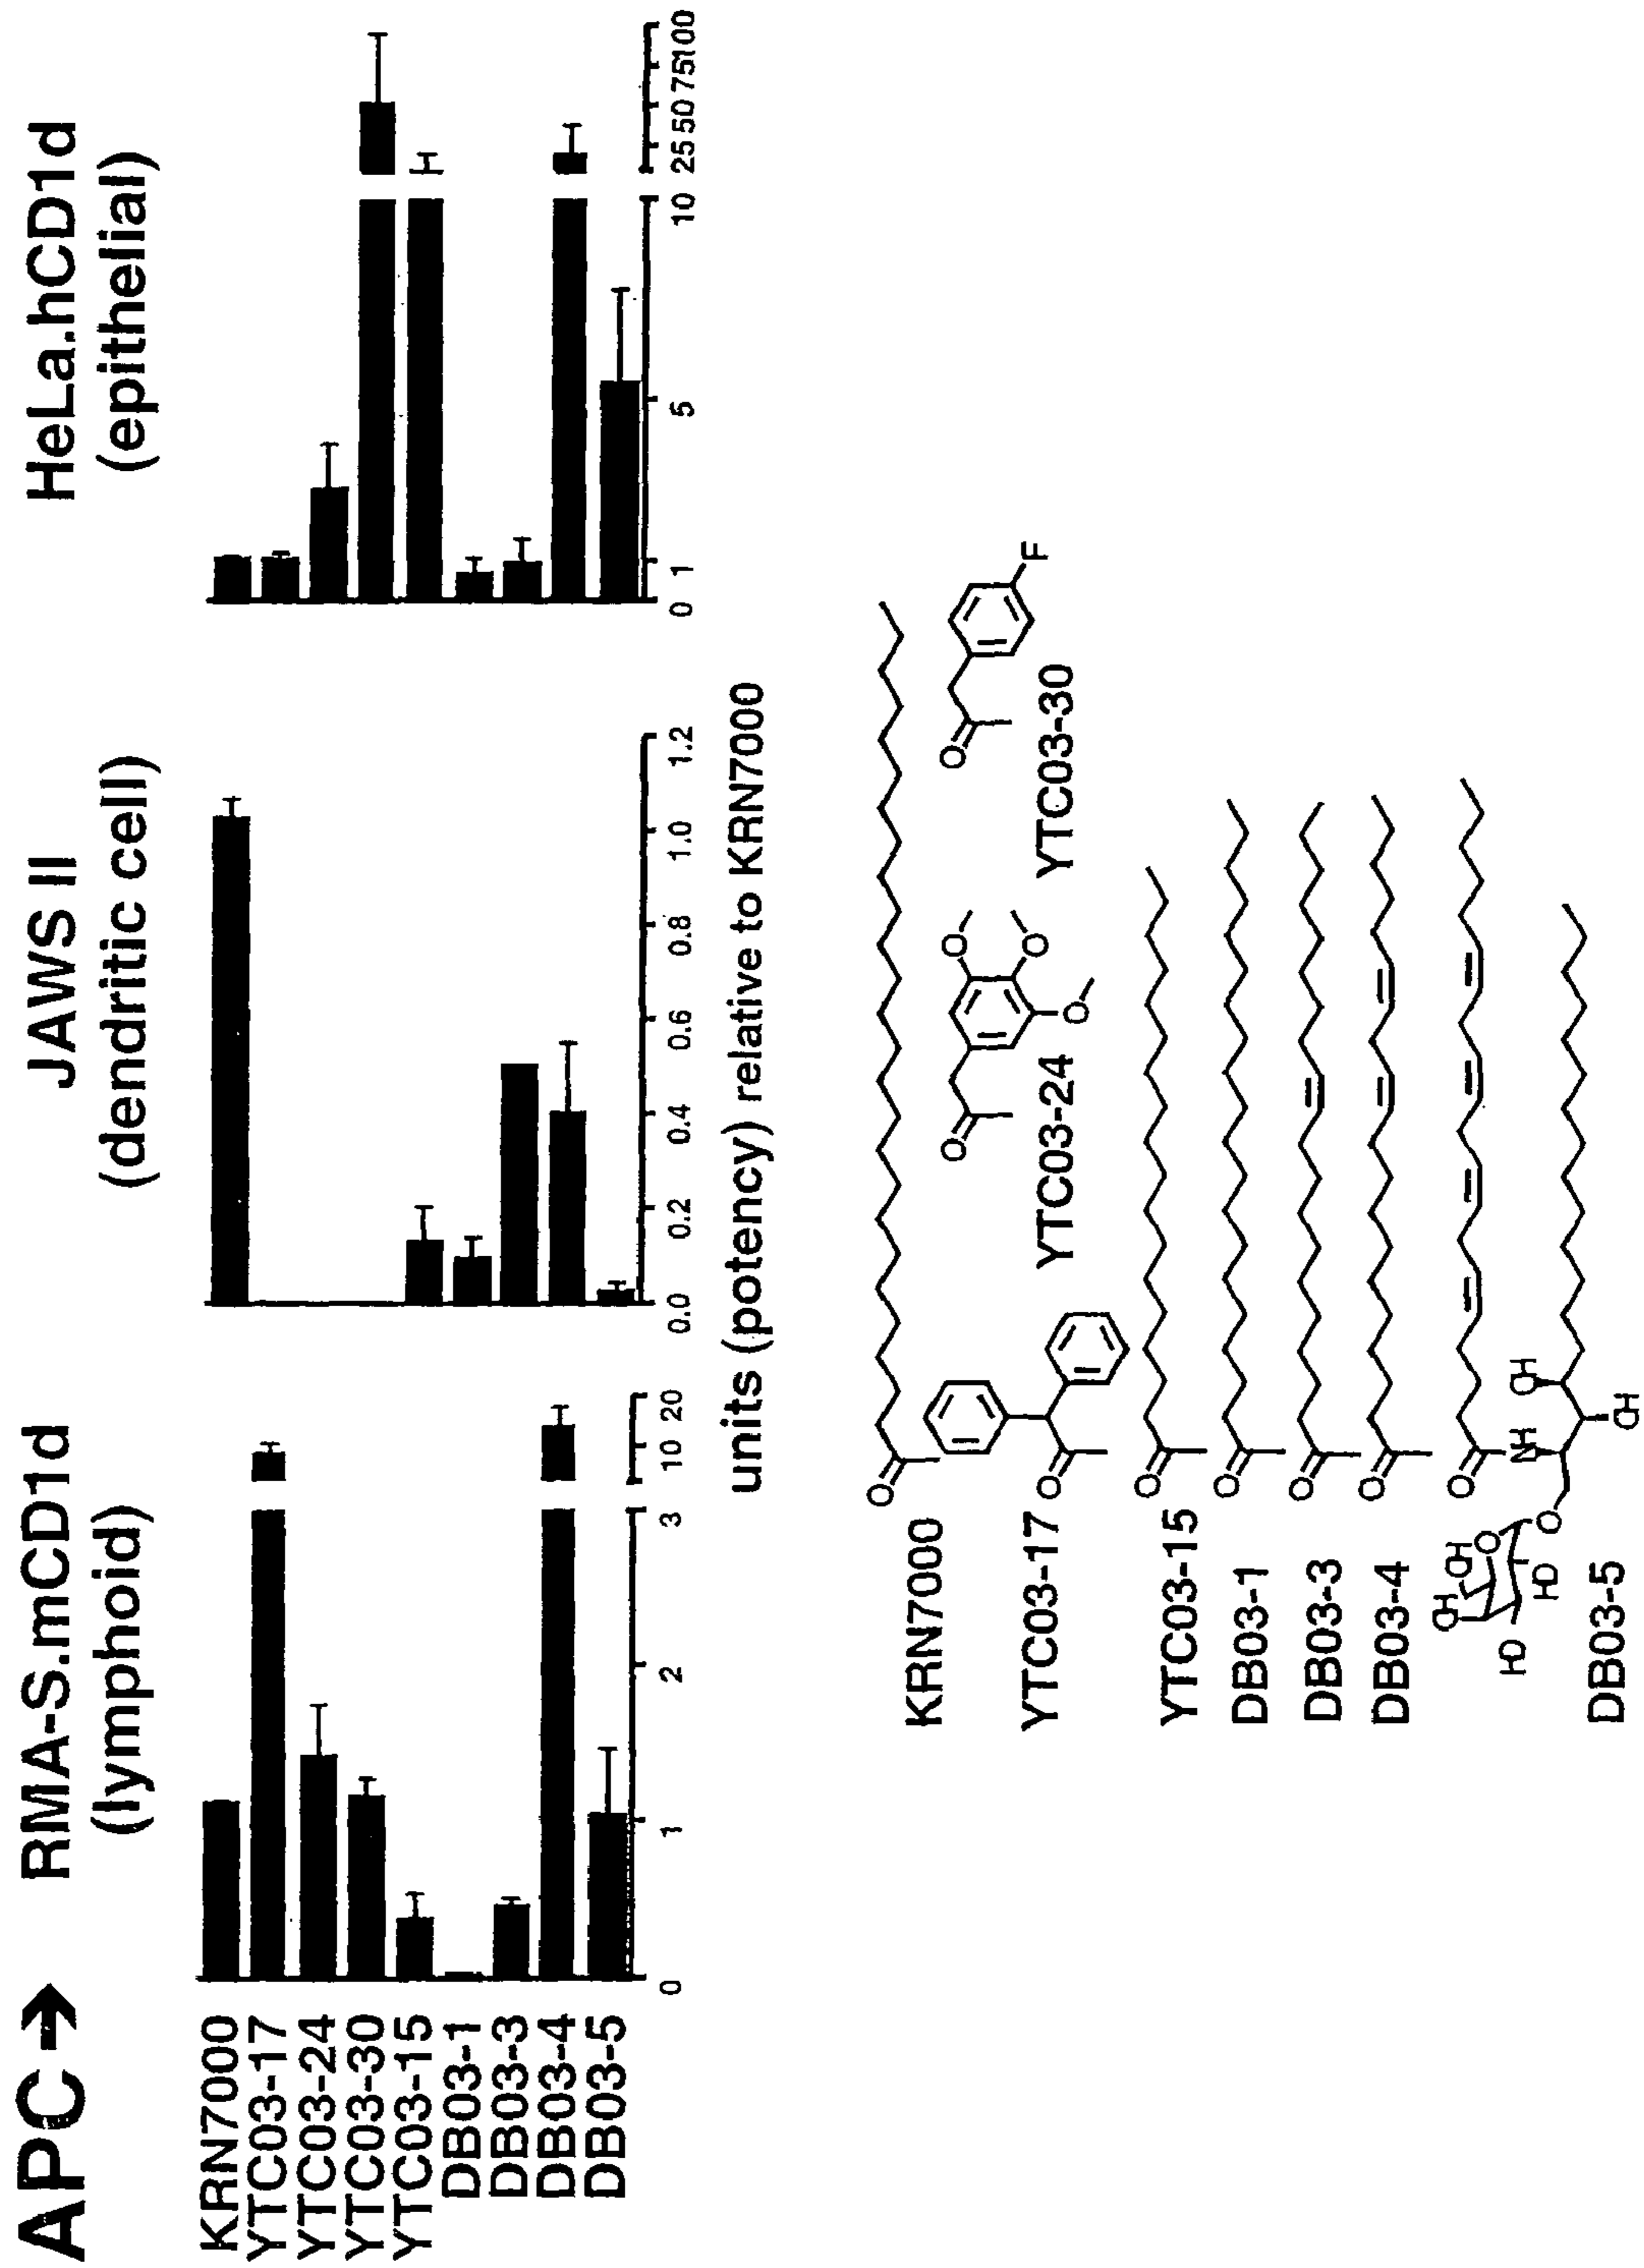 APC→ RMA-S.mCD1d JAWS II HeLa.hCD1d
(lymphoid) (dendritic cell) (epithelial)
KRN7000
YTC03-17
YTC03-24
YTC03-30
YTC03-15
DB03-1
DB03-3
DB03-4
DB03-5
0 1 2 3 10 20
0.0 0.2 0.4 0.6 0.8 1.0 1.2
0 1 5 10 25 50 75 100
units (potency) relative to KRN7000
O
KRN7000
O
YTC03-17
O O O O
YTC03-24
O F
YTC03-30
O
YTC03-15
O
DB03-1
O
DB03-3
O
DB03-4
O
OH OH O HO HO O NH OH OH
DB03-5